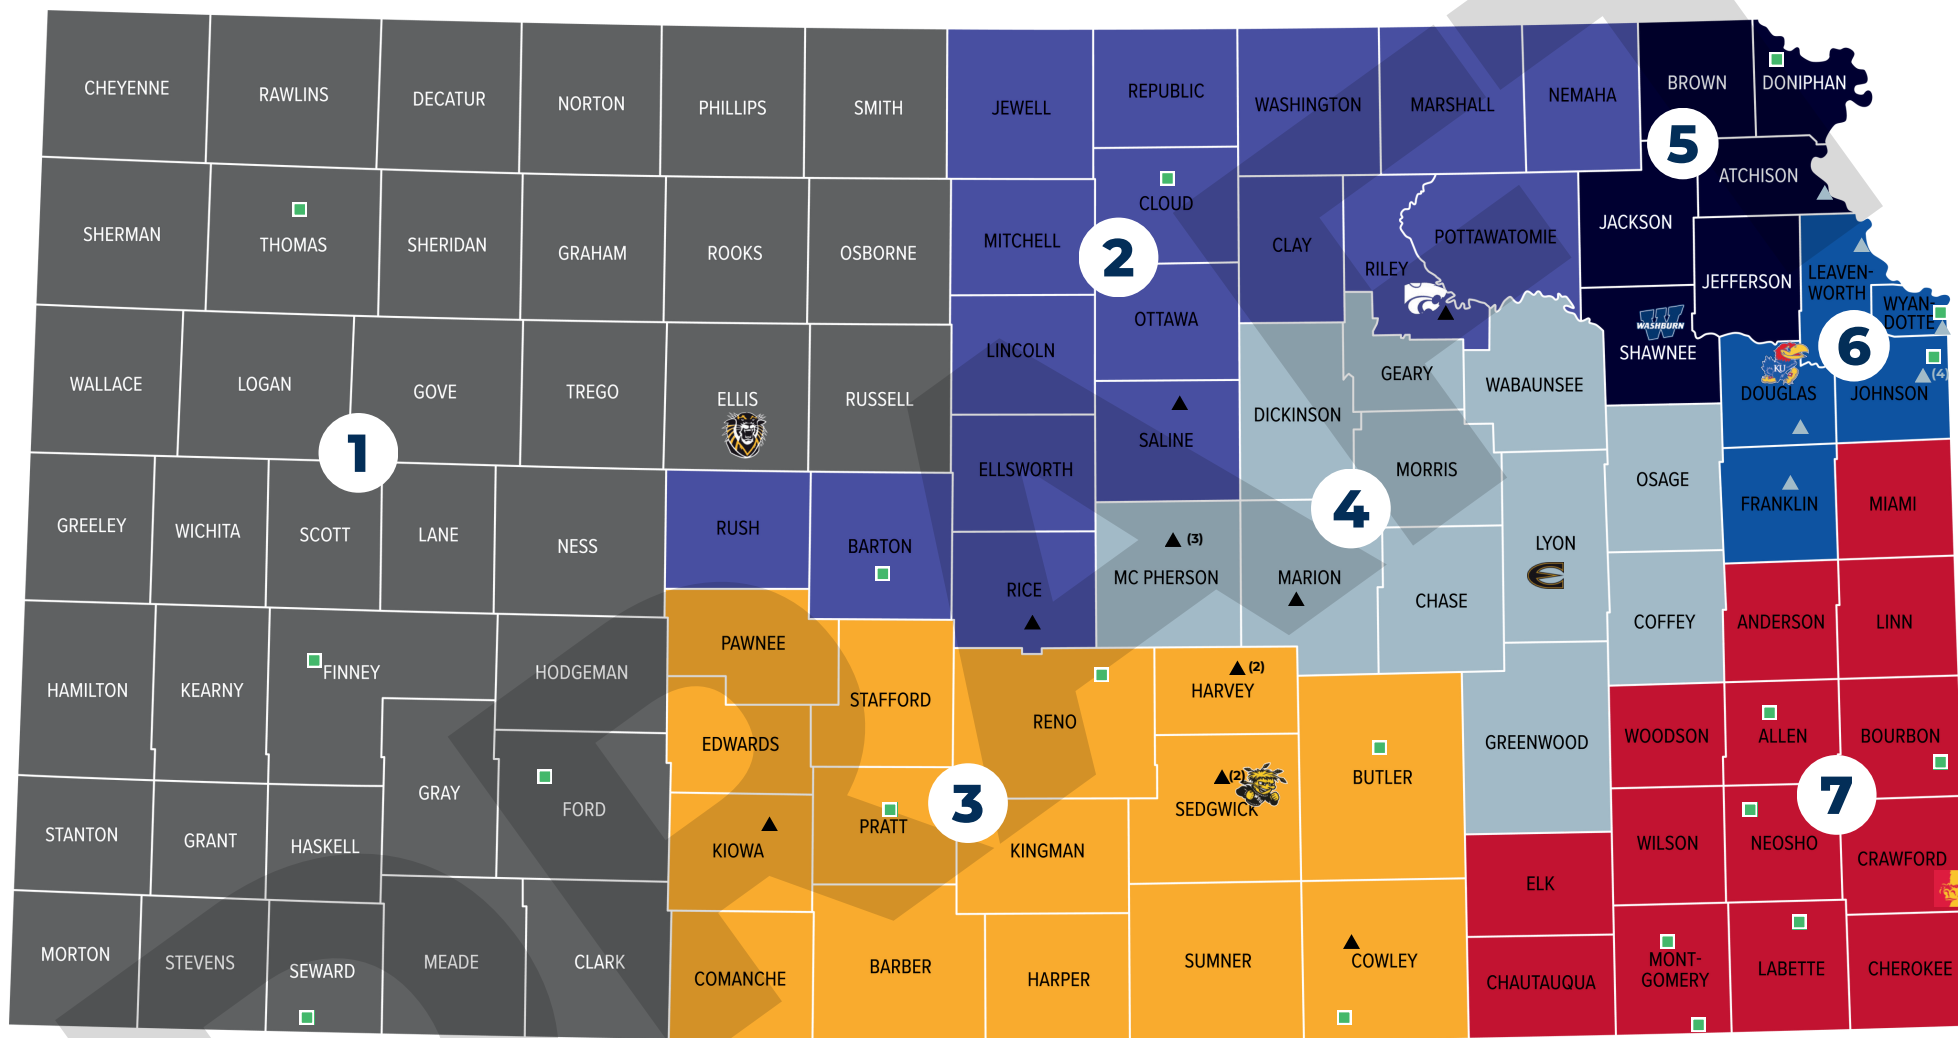 CHEYENNE
RAWLINS
DECATUR
NORTON
PHILLIPS
SMITH
JEWELL
REPUBLIC
WASHINGTON
MARSHALL
NEMAHA
BROWN
DONIPHAN
5
ATCHISON
SHERMAN
THOMAS
SHERIDAN
GRAHAM
ROOKS
OSBORNE
MITCHELL
CLOUD
2
CLAY
RILEY
POTTAWATOMIE
JACKSON
JEFFERSON
LEAVEN-
WORTH
WYAN-
DOTTE
OTTAWA
LINCOLN
WALLACE
LOGAN
GOVE
TREGO
ELLIS
RUSSELL
1
SALINE
DICKINSON
GEARY
WABAUNSEE
WASHBURN
SHAWNEE
KU
DOUGLAS
6
(4)
JOHNSON
ELLSWORTH
MORRIS
4
OSAGE
FRANKLIN
MIAMI
GREELEY
WICHITA
SCOTT
LANE
NESS
RUSH
BARTON
RICE
(3)
MC PHERSON
MARION
CHASE
LYON
COFFEY
ANDERSON
LINN
HAMILTON
KEARNY
FINNEY
HODGEMAN
PAWNEE
STAFFORD
EDWARDS
RENO
(2)
HARVEY
GREENWOOD
WOODSON
ALLEN
BOURBON
GRAY
FORD
PRATT
3
(2)
SEDGWICK
BUTLER
7
STANTON
GRANT
HASKELL
KIOWA
KINGMAN
ELK
WILSON
NEOSHO
CRAWFORD
MORTON
STEVENS
SEWARD
MEADE
CLARK
COMANCHE
BARBER
HARPER
SUMNER
COWLEY
CHAUTAUQUA
MONT-
GOMERY
LABETTE
CHEROKEE